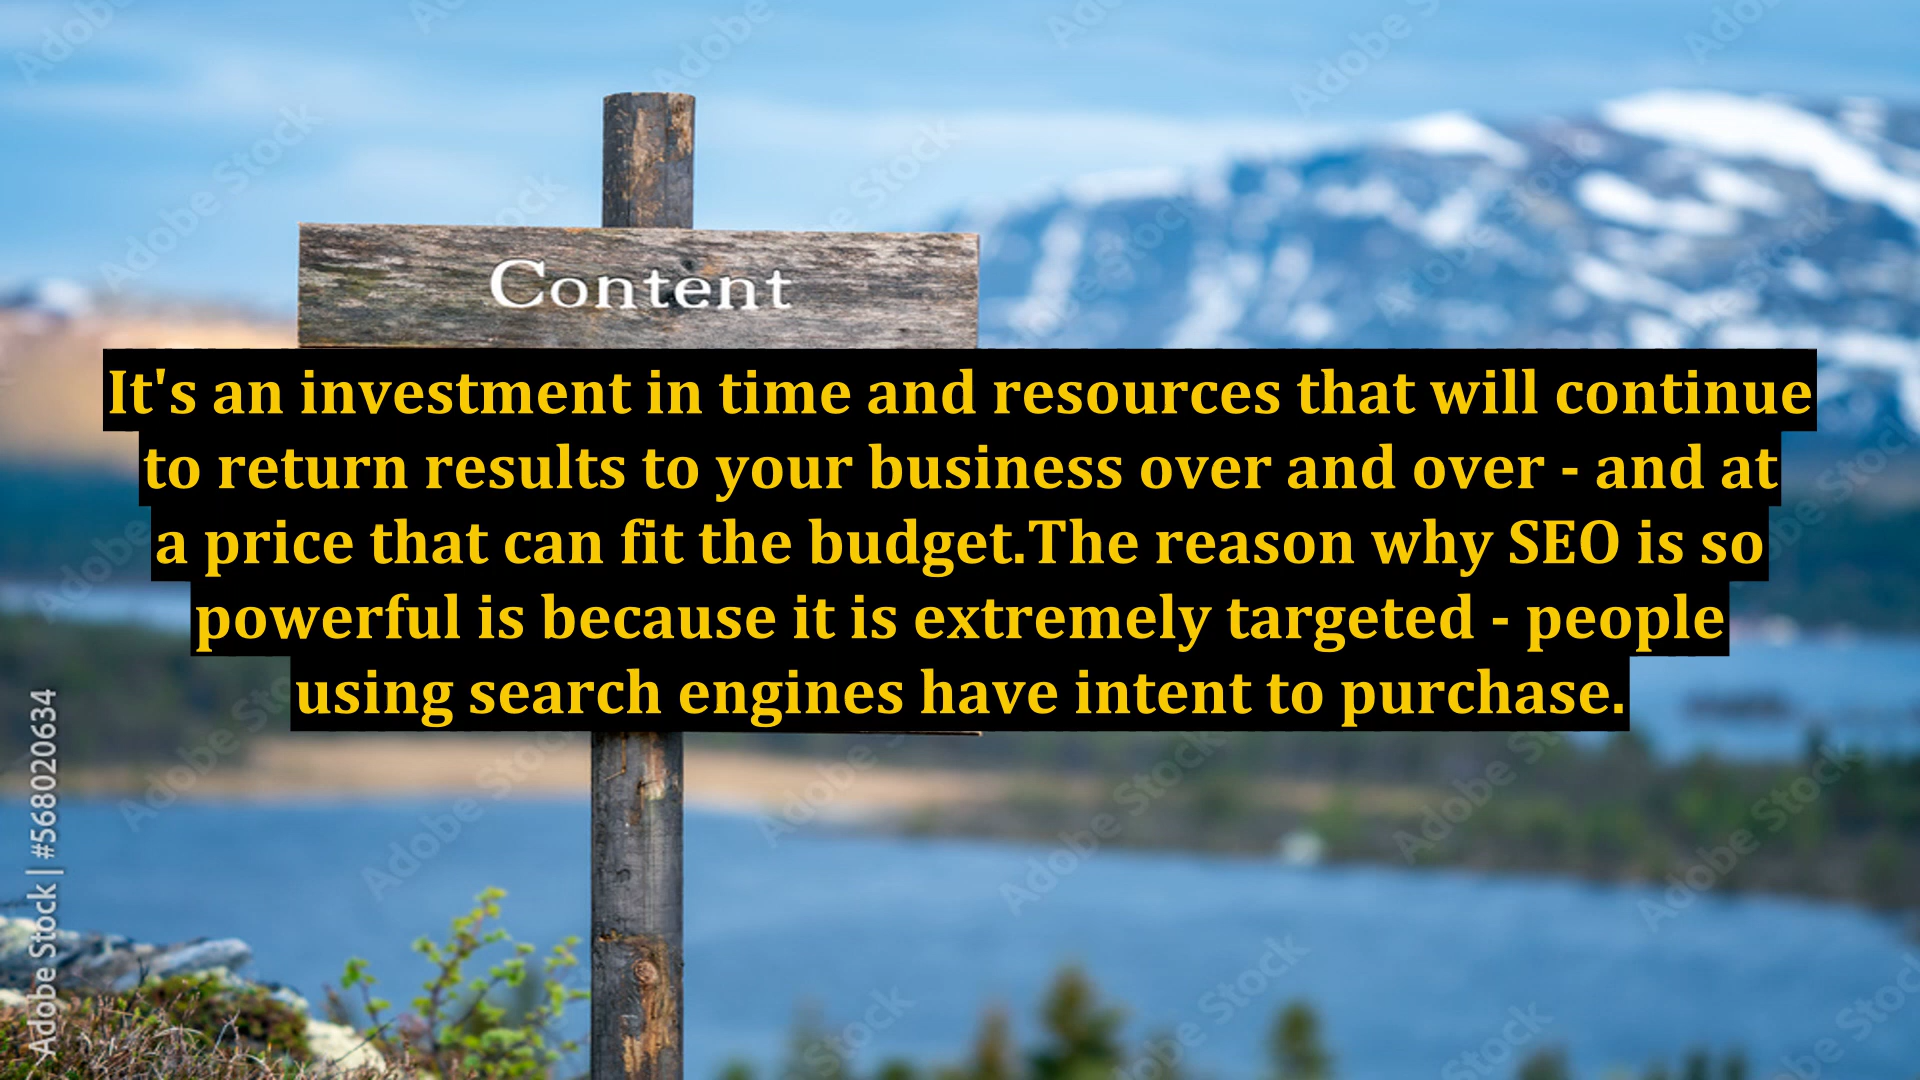 Content
It's an investment in time and resources that will continue
to return results to your business over and over - and at
a price that can fit the budget.The reason why SEO is so
powerful is because it is extremely targeted - people
using search engines have intent to purchase.
Adobe Stock | #568020634
Adobe Stock